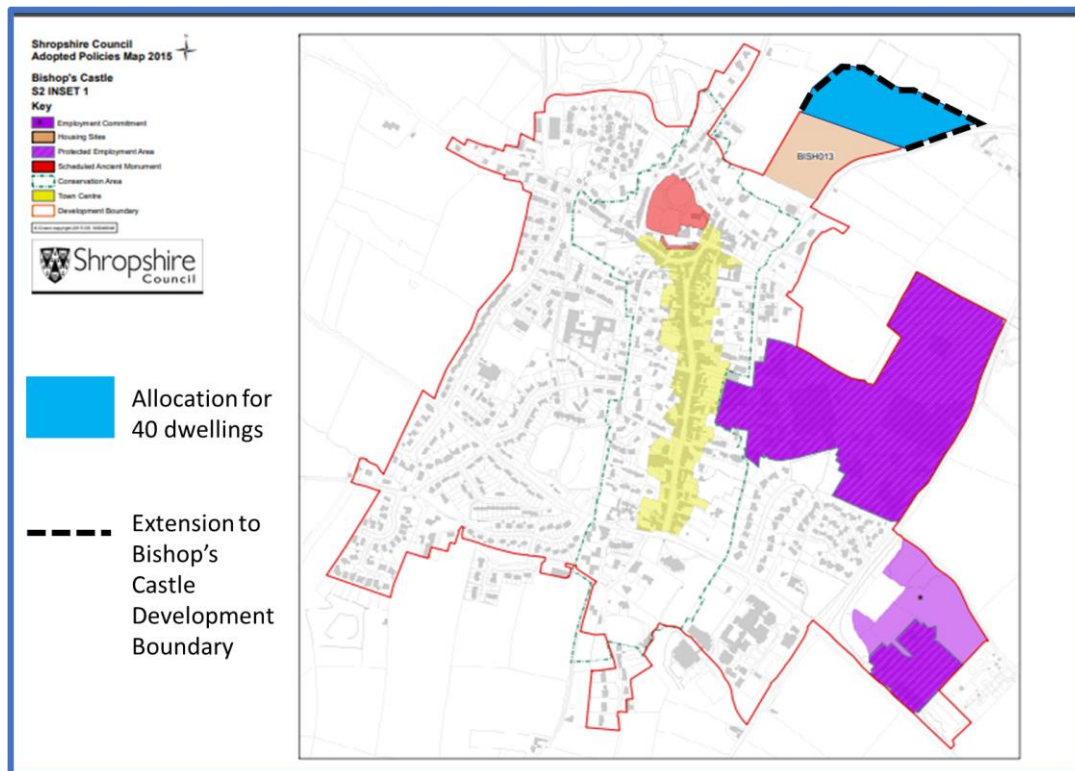 Shropshire Council
Adopted Policies Map 2015
Bishop's Castle
S2 INSET 1
Key
Employment Commitment
Housing Sites
Protected Employment Area
Scheduled Ancient Monument
Conservation Area
Town Centre
Development Boundary
Shropshire
Council
Allocation for
40 dwellings
Extension to
Bishop’s
Castle
Development
Boundary
BISH013